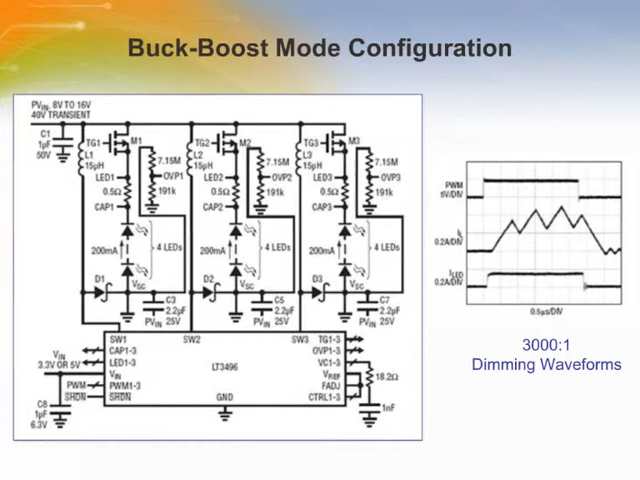 Buck-Boost Mode Configuration
PVIN, 8V TO 16V
40V TRANSIENT
C1
1µF
50V
L1
15µH
TG1
M1
7.15M
OVP1
191k
LED1
0.5Ω
CAP1
200mA
4 LEDs
D1
VSC
C3
2.2µF
25V
PVIN
L2
15µH
TG2
M2
7.15M
OVP2
191k
LED2
0.5Ω
CAP2
200mA
4 LEDs
D2
VSC
C5
2.2µF
25V
PVIN
L3
15µH
TG3
M3
7.15M
OVP3
191k
LED3
0.5Ω
CAP3
200mA
4 LEDs
D3
VSC
C7
2.2µF
25V
PVIN
SW1
SW2
SW3
TG1-3
CAP1-3
OVP1-3
LED1-3
VC1-3
LT3496
VIN
3.3V OR 5V
VIN
VREF
18.2Ω
PWM
PWM1-3
FADJ
SHDN
SHDN
GND
CTRL1-3
1nF
C8
1µF
6.3V
PWM
5V/DIV
IL
0.2A/DIV
ILED
0.2A/DIV
0.5µs/DIV
3000:1
Dimming Waveforms